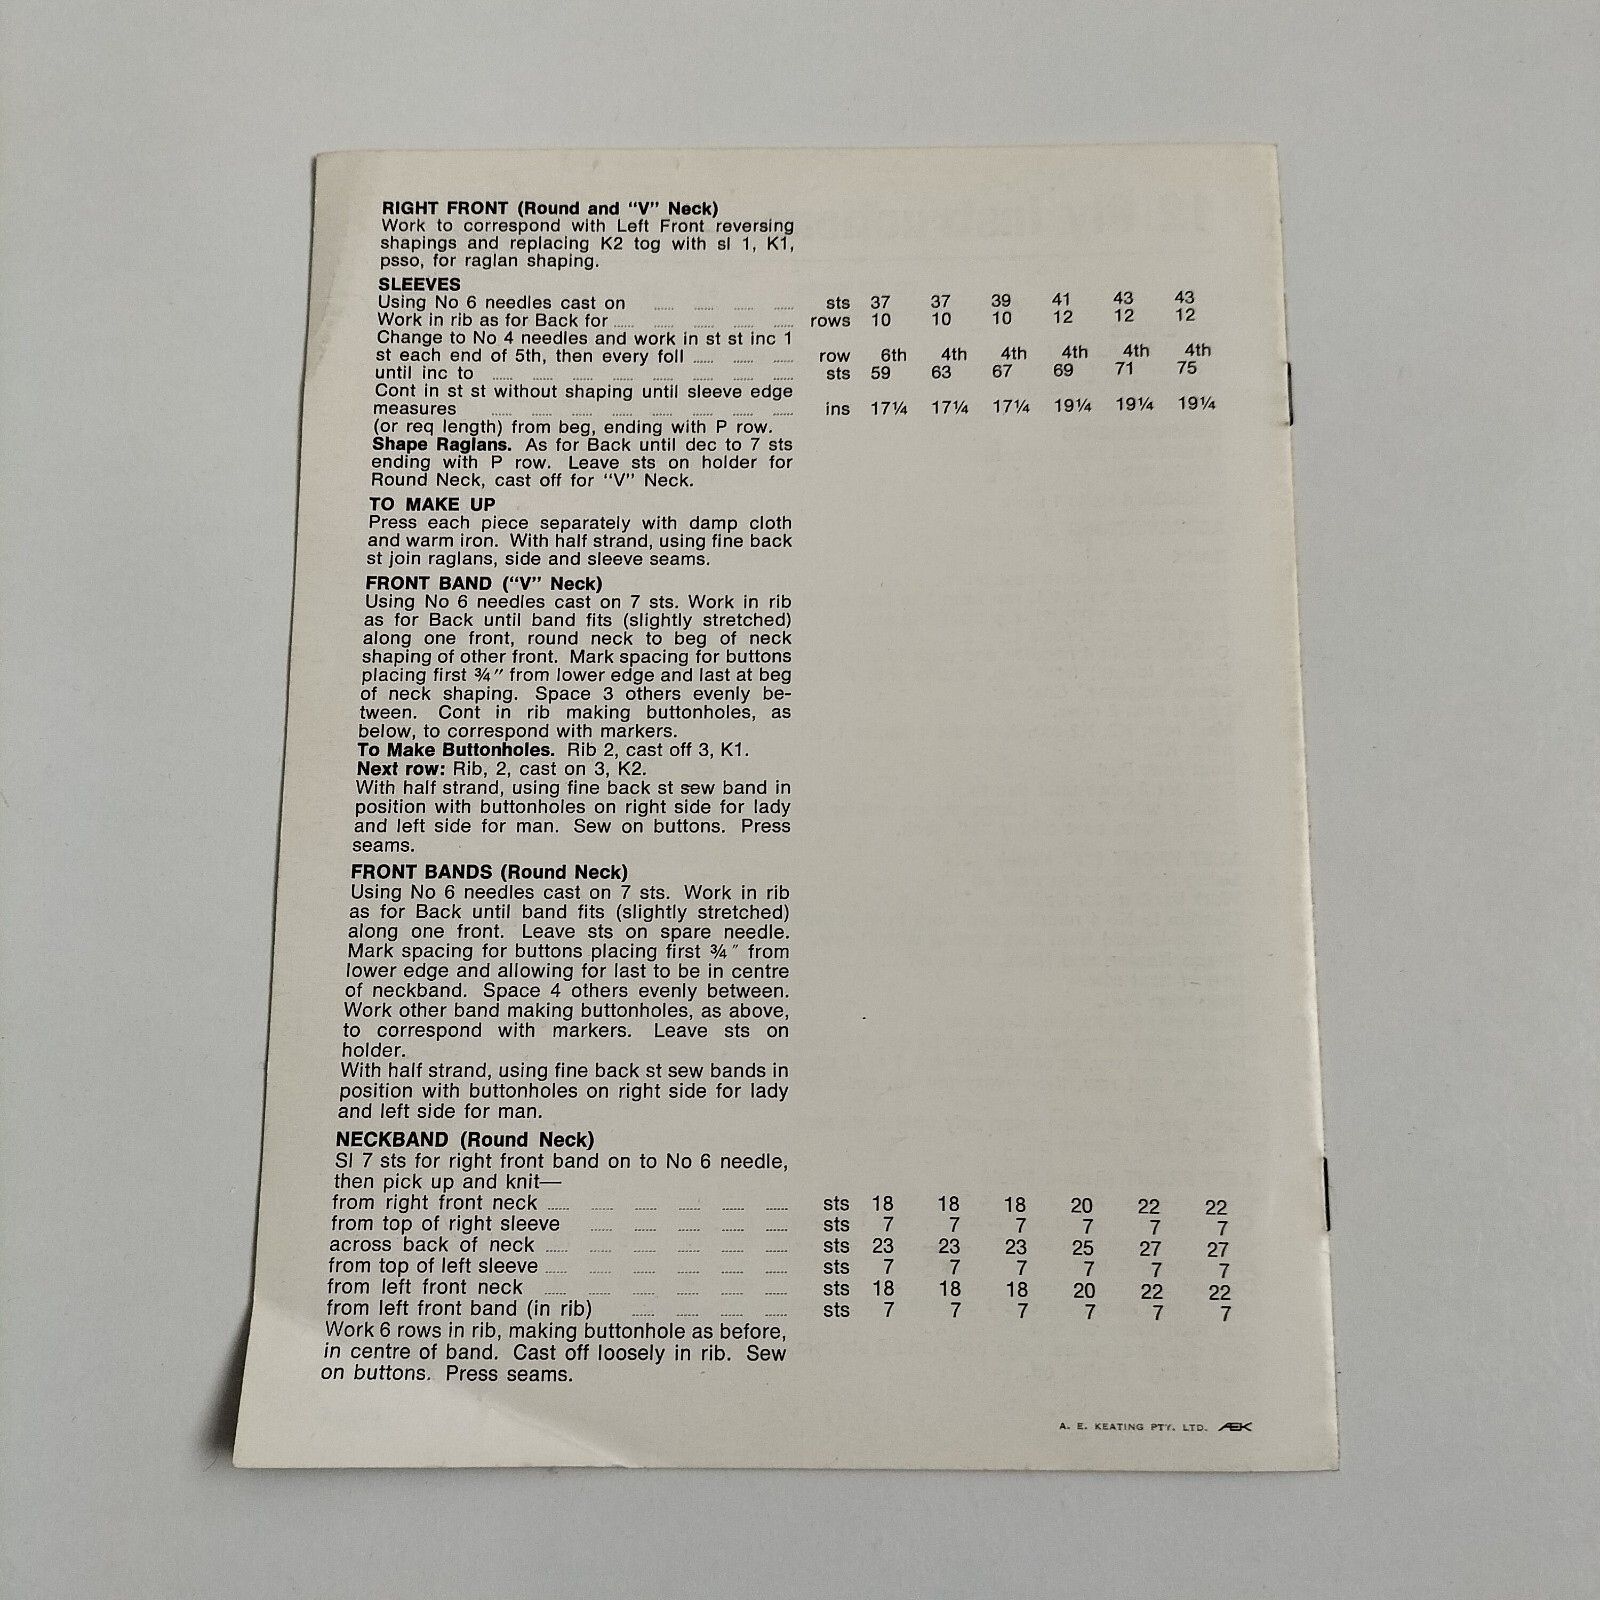 RIGHT FRONT (Round and “V” Neck)
Work to correspond with Left Front reversing
shapings and replacing K2 tog with sl 1, K1,
psso, for raglan shaping.
SLEEVES
Using No 6 needles cast on ...... ...... ...... ...... sts 37 37 39 41 43 43
Work in rib as for Back for ...... ...... ...... ...... ...... rows 10 10 10 12 12 12
Change to No 4 needles and work in st st inc 1
st each end of 5th, then every foll ...... ...... ...... row 6th 4th 4th 4th 4th 4th
until inc to ...... ...... ...... ...... ...... ...... ...... ...... sts 59 63 67 69 71 75
Cont in st st without shaping until sleeve edge
measures ...... ...... ...... ...... ...... ...... ...... ...... ins 17¼ 17¼ 17¼ 19¼ 19¼ 19¼
(or req length) from beg, ending with P row.
Shape Raglans. As for Back until dec to 7 sts
ending with P row. Leave sts on holder for
Round Neck, cast off for “V” Neck.
TO MAKE UP
Press each piece separately with damp cloth
and warm iron. With half strand, using fine back
st join raglans, side and sleeve seams.
FRONT BAND (“V” Neck)
Using No 6 needles cast on 7 sts. Work in rib
as for Back until band fits (slightly stretched)
along one front, round neck to beg of neck
shaping of other front. Mark spacing for buttons
placing first ¾″ from lower edge and last at beg
of neck shaping. Space 3 others evenly be-
tween. Cont in rib making buttonholes, as
below, to correspond with markers.
To Make Buttonholes. Rib 2, cast off 3, K1.
Next row: Rib, 2, cast on 3, K2.
With half strand, using fine back st sew band in
position with buttonholes on right side for lady
and left side for man. Sew on buttons. Press
seams.
FRONT BANDS (Round Neck)
Using No 6 needles cast on 7 sts. Work in rib
as for Back until band fits (slightly stretched)
along one front. Leave sts on spare needle.
Mark spacing for buttons placing first ¾″ from
lower edge and allowing for last to be in centre
of neckband. Space 4 others evenly between.
Work other band making buttonholes, as above,
to correspond with markers. Leave sts on
holder.
With half strand, using fine back st sew bands in
position with buttonholes on right side for lady
and left side for man.
NECKBAND (Round Neck)
Sl 7 sts for right front band on to No 6 needle,
then pick up and knit—
from right front neck ...... ...... ...... ...... ...... ...... sts 18 18 18 20 22 22
from top of right sleeve ...... ...... ...... ...... ...... sts 7 7 7 7 7 7
across back of neck ...... ...... ...... ...... ...... ...... sts 23 23 23 25 27 27
from top of left sleeve ...... ...... ...... ...... ...... ...... sts 7 7 7 7 7 7
from left front neck ...... ...... ...... ...... ...... ...... sts 18 18 18 20 22 22
from left front band (in rib) ...... ...... ...... ...... sts 7 7 7 7 7 7
Work 6 rows in rib, making buttonhole as before,
in centre of band. Cast off loosely in rib. Sew
on buttons. Press seams.
A. E. KEATING PTY. LTD. AEK